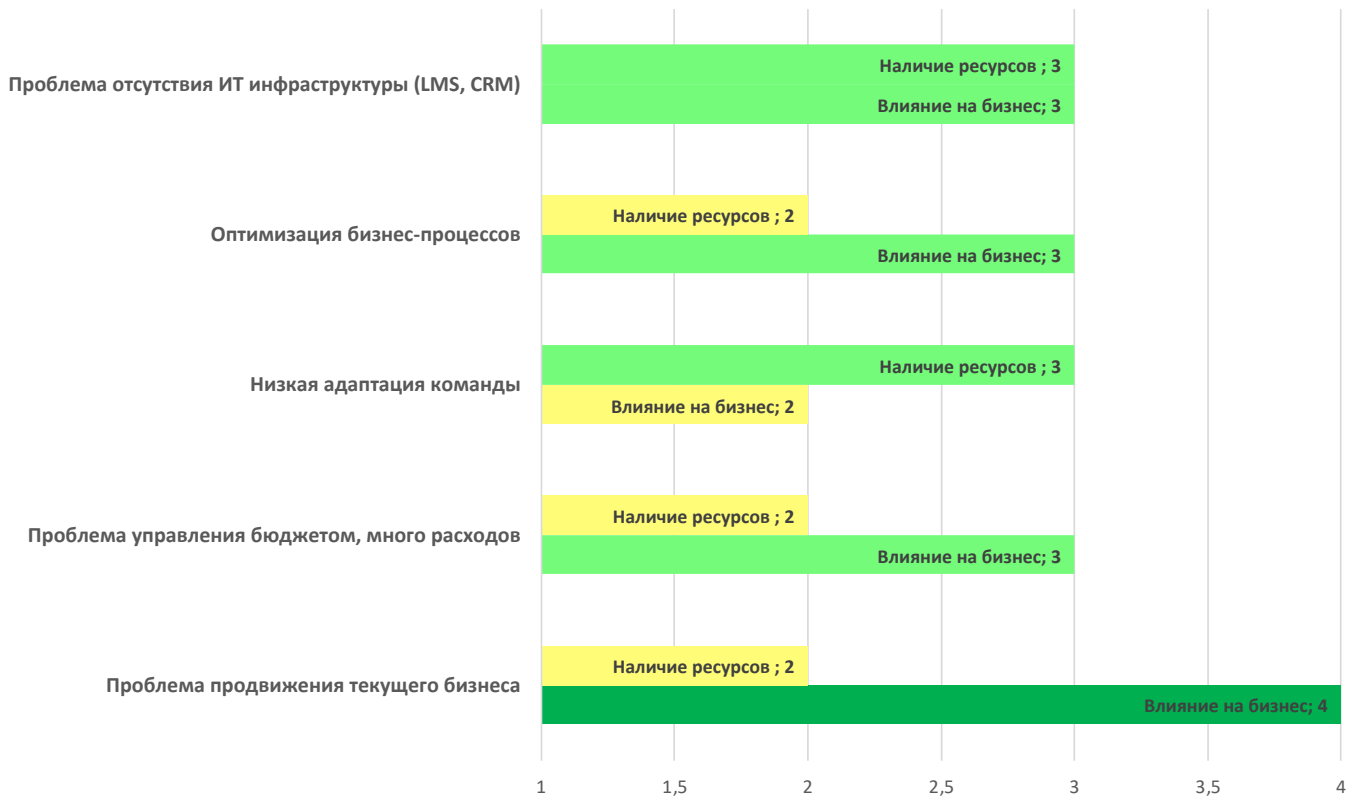 Наличие ресурсов ; 3
Проблема отсутствия ИТ инфраструктуры (LMS, CRM)
Влияние на бизнес; 3
Наличие ресурсов ; 2
Оптимизация бизнес-процессов
Влияние на бизнес; 3
Наличие ресурсов ; 3
Низкая адаптация команды
Влияние на бизнес; 2
Наличие ресурсов ; 2
Проблема управления бюджетом, много расходов
Влияние на бизнес; 3
Наличие ресурсов ; 2
Проблема продвижения текущего бизнеса
Влияние на бизнес; 4
1 1,5 2 2,5 3 3,5 4